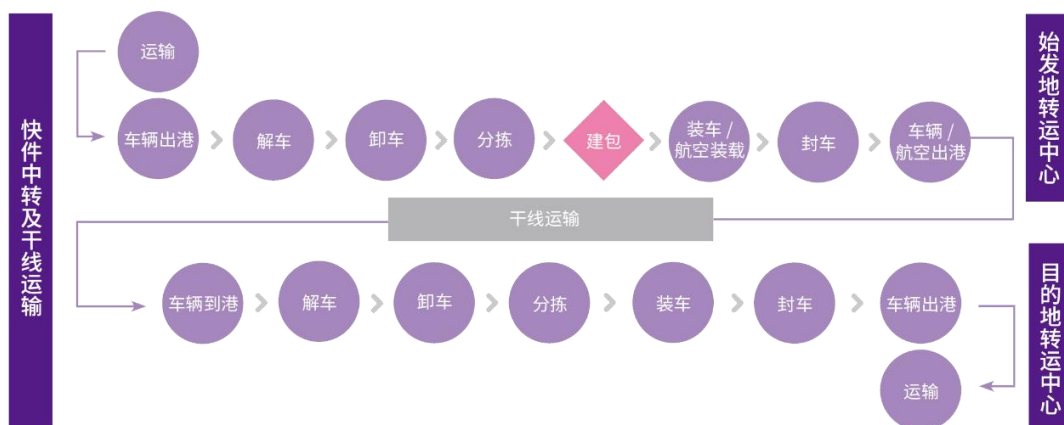 快件中转及干线运输
运输
车辆出港
解车
卸车
分拣
建包
装车 /
航空装载
封车
车辆 /
航空出港
始发地转运中心
干线运输
车辆到港
解车
卸车
分拣
装车
封车
车辆出港
运输
目的地转运中心